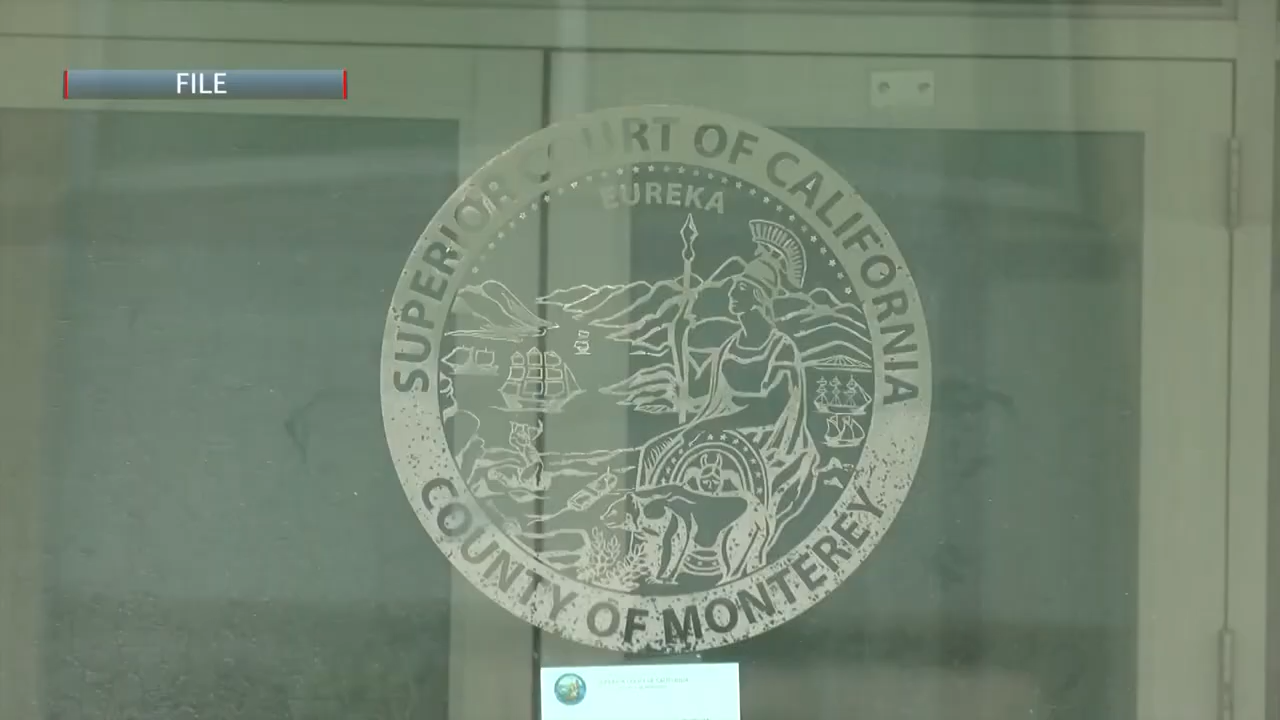 FILE
SUPERIOR COURT OF CALIFORNIA
EUREKA
COUNTY OF MONTEREY